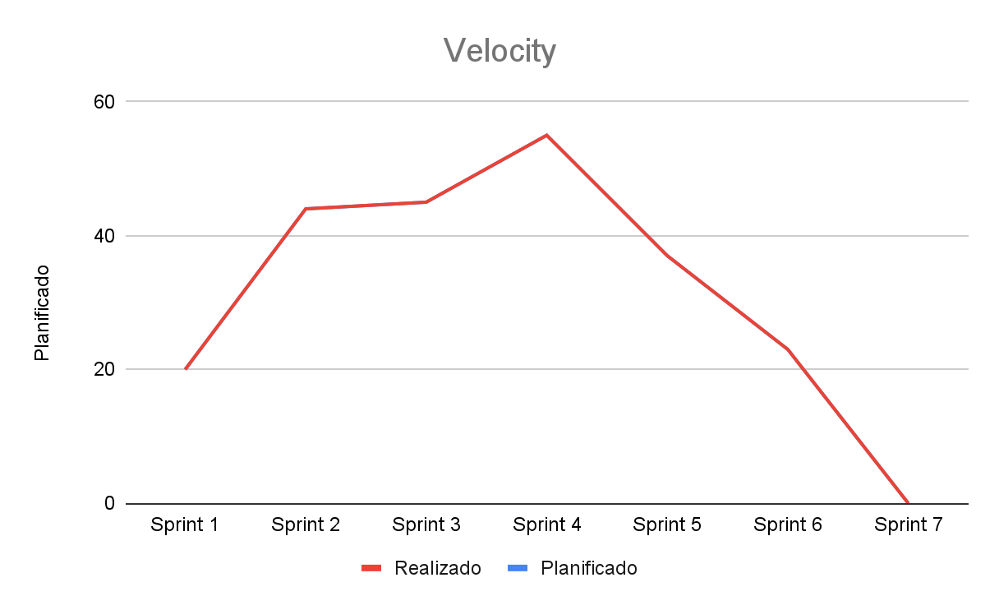 Velocity
60
40
20
0
Planificado
Sprint 1 Sprint 2 Sprint 3 Sprint 4 Sprint 5 Sprint 6 Sprint 7
Realizado Planificado